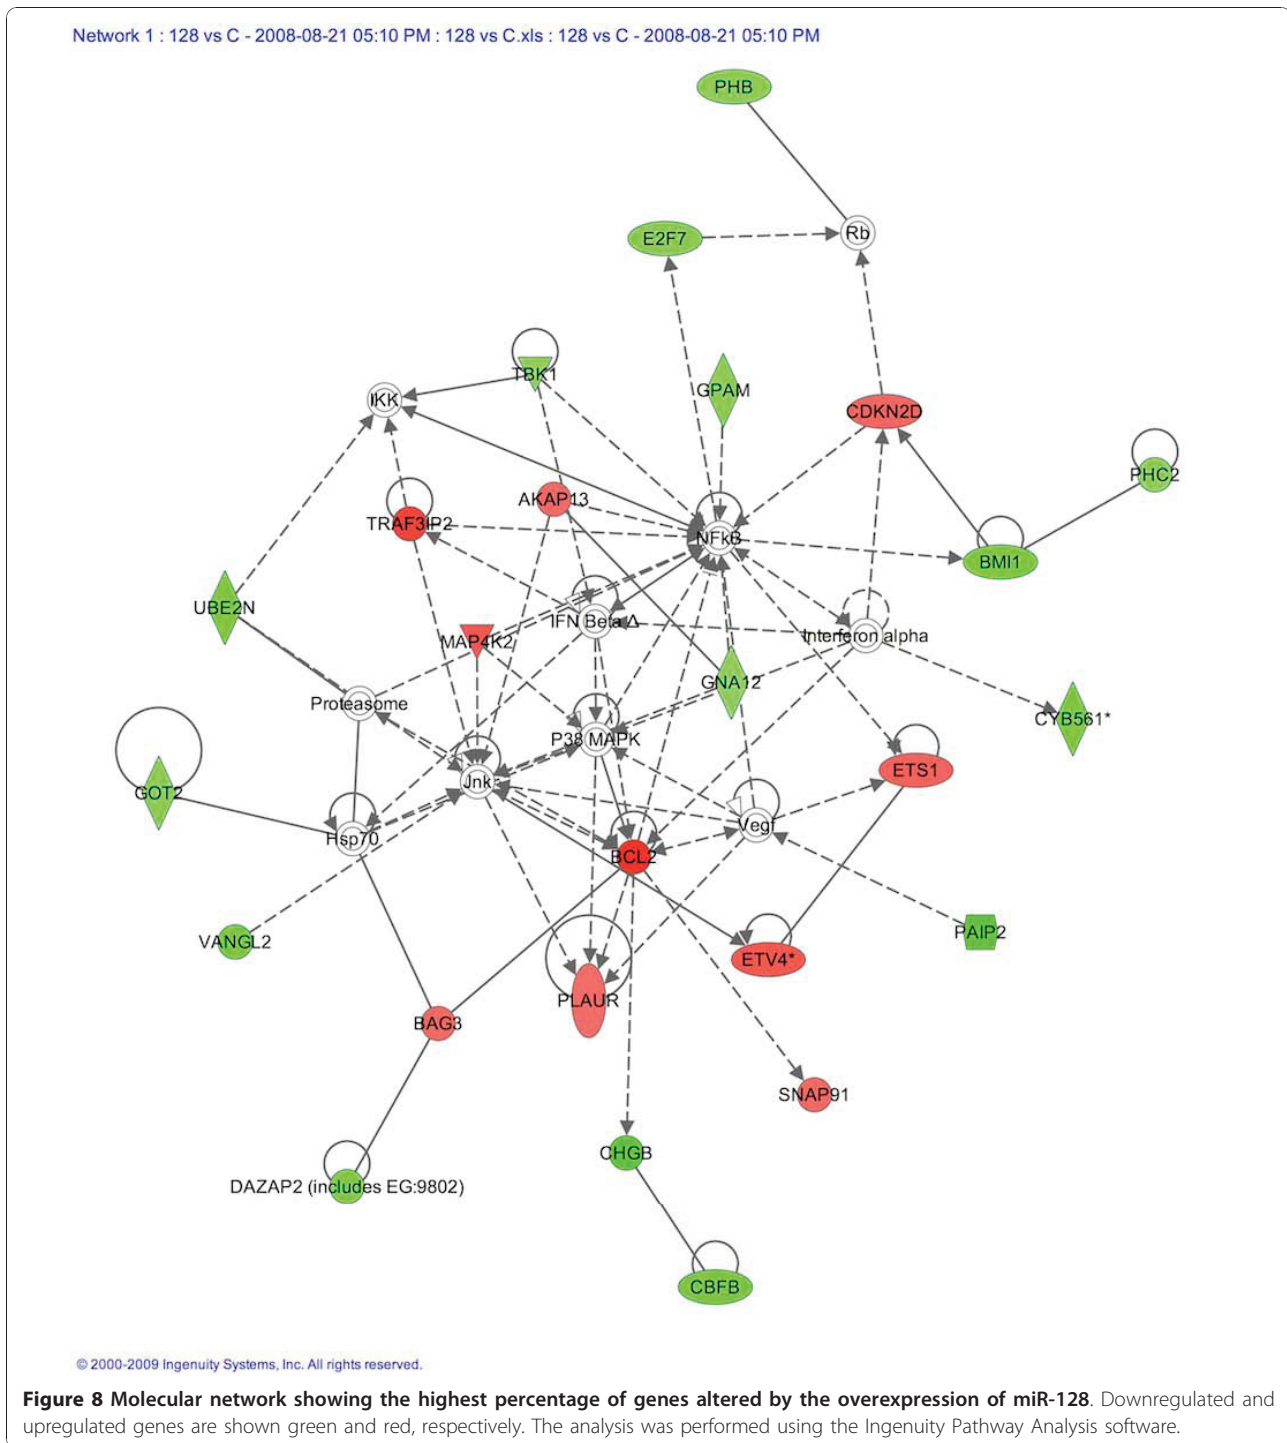 Network 1 : 128 vs C - 2008-08-21 05:10 PM : 128 vs C.xls : 128 vs C - 2008-08-21 05:10 PM
PHB
E2F7
Rb
TBK1
IKK
GPAM
CDKN2D
PHC2
AKAP13
TRAF3IP2
NFkB
BMI1
UBE2N
IFN Beta
MAP4K2
Interferon alpha
GNA12
Proteasome
CYB561*
P38 MAPK
ETS1
Jnk
GOT2
Hsp70
Vegf
BCL2
VANGL2
PAIP2
ETV4*
PLAUR
BAG3
SNAP91
CHGB
DAZAP2 (includes EG:9802)
CBFB
© 2000-2009 Ingenuity Systems, Inc. All rights reserved.
Figure 8 Molecular network showing the highest percentage of genes altered by the overexpression of miR-128. Downregulated and
upregulated genes are shown green and red, respectively. The analysis was performed using the Ingenuity Pathway Analysis software.